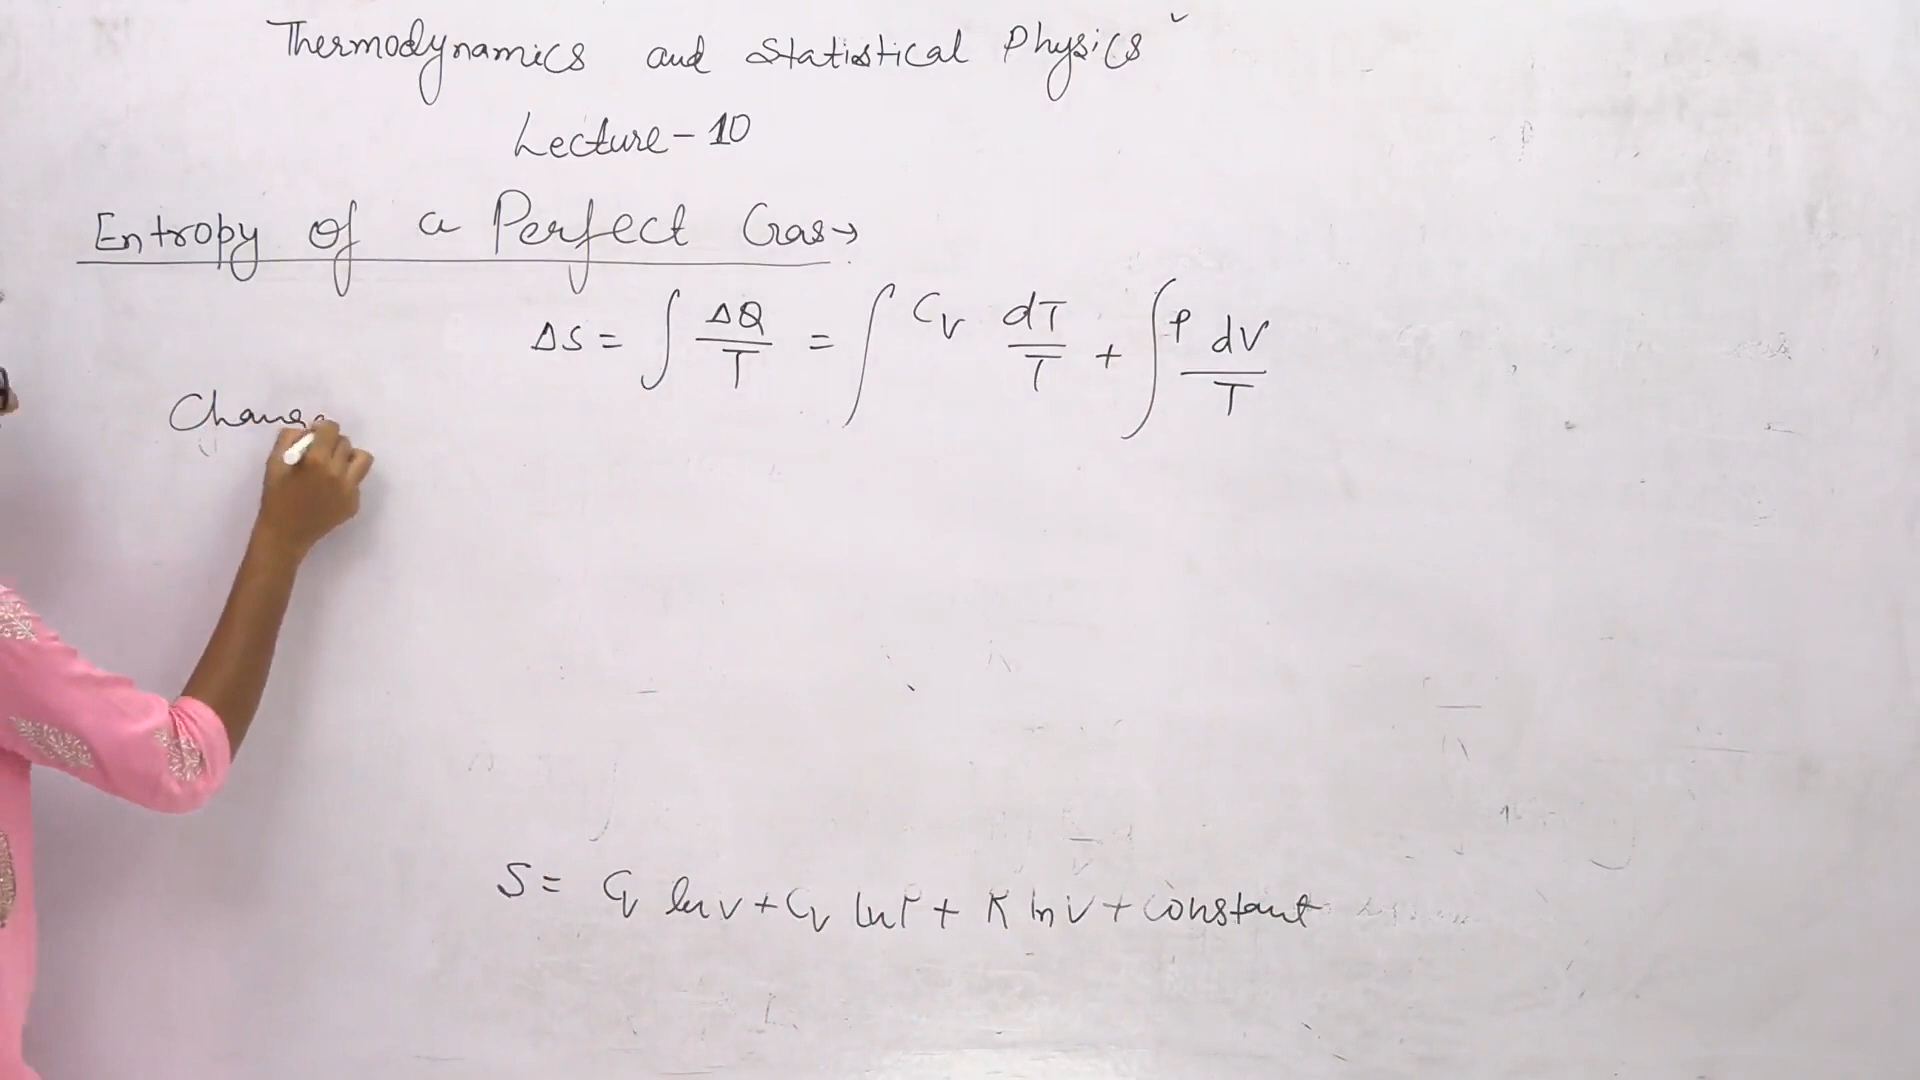 Thermodynamics and Statistical Physics
Lecture - 10
Entropy of a Perfect Gas →
ΔS = ∫ ΔQ/T = ∫ Cv dT/T + ∫ P dV/T
Change
S = Cv ln V + Cv ln P + R ln V + constant